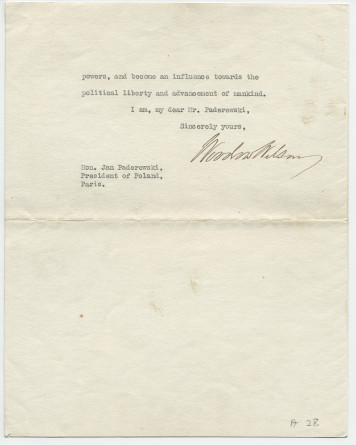 powers, and become an influence towards the
political liberty and advancement of mankind.
I am, my dear Mr. Paderewski,
Sincerely yours,
Woodrow Wilson
Hon. Jan Paderewski,
President of Poland,
Paris.
A 28